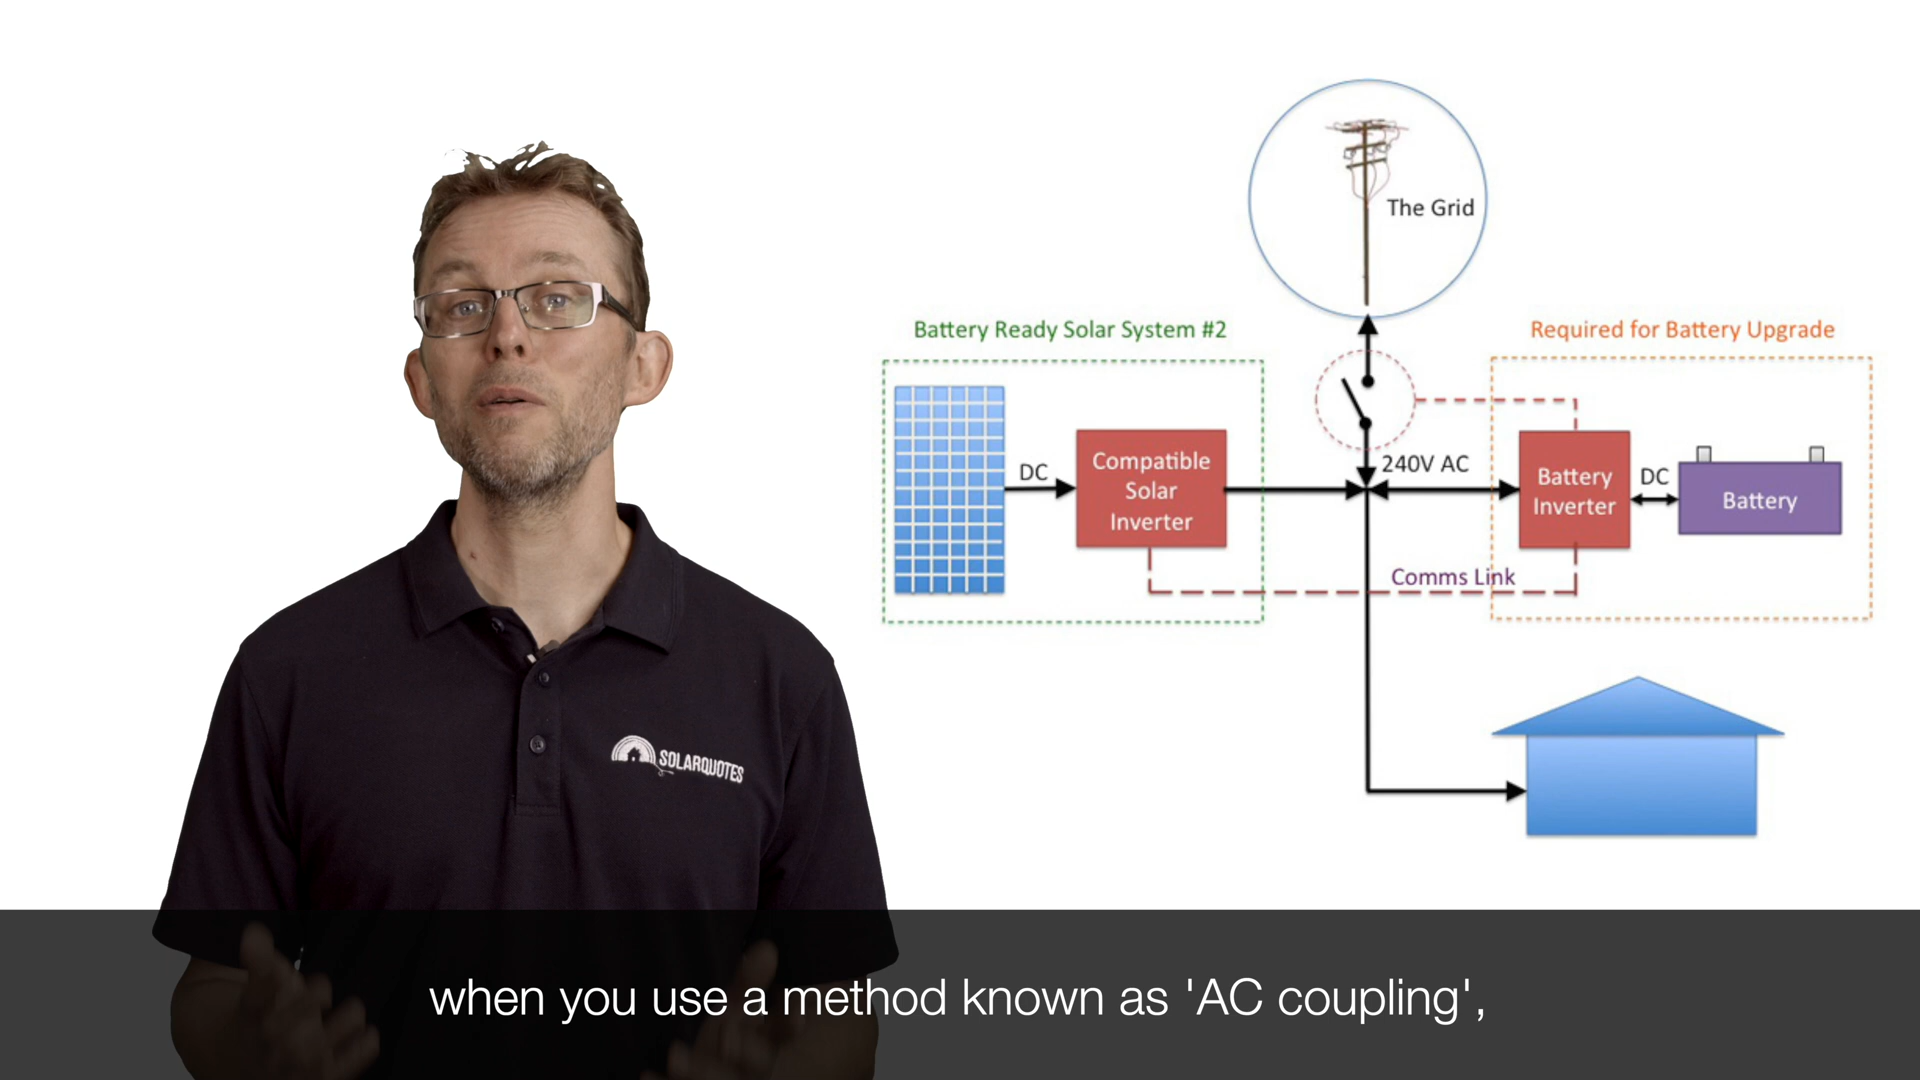 The Grid
Battery Ready Solar System #2
Required for Battery Upgrade
DC
Compatible
Solar
Inverter
240V AC
Battery
Inverter
DC
Battery
Comms Link
SOLARQUOTES
when you use a method known as 'AC coupling',